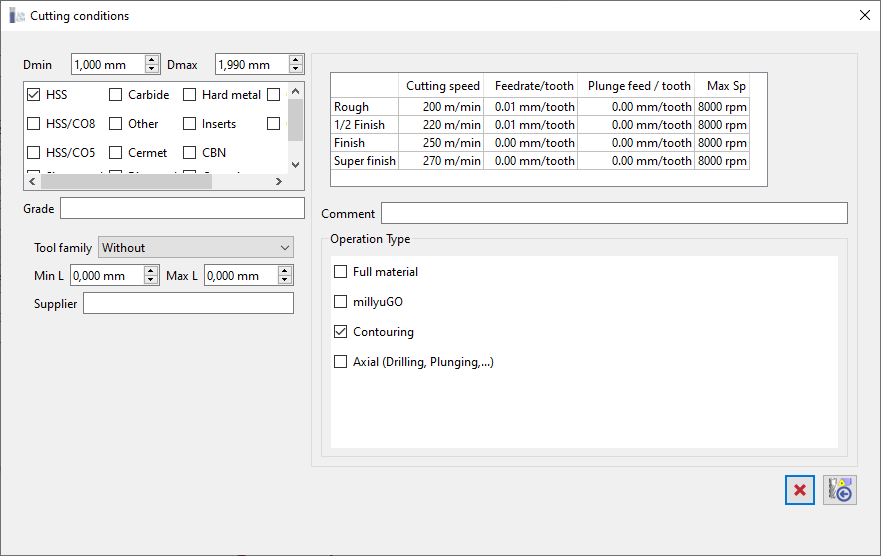 Cutting conditions
Dmin 1,000 mm Dmax 1,990 mm
HSS Carbide Hard metal
HSS/CO8 Other Inserts
HSS/CO5 Cermet CBN
Grade
Tool family Without
Min L 0,000 mm Max L 0,000 mm
Supplier
Cutting speed Feedrate/tooth Plunge feed / tooth Max Sp
Rough 200 m/min 0.01 mm/tooth 0.00 mm/tooth 8000 rpm
1/2 Finish 220 m/min 0.01 mm/tooth 0.00 mm/tooth 8000 rpm
Finish 250 m/min 0.00 mm/tooth 0.00 mm/tooth 8000 rpm
Super finish 270 m/min 0.00 mm/tooth 0.00 mm/tooth 8000 rpm
Comment
Operation Type
Full material
millyuGO
Contouring
Axial (Drilling, Plunging,...)